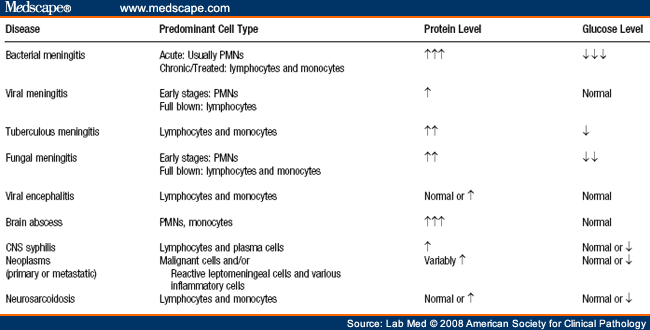 Medscape® www.medscape.com
Disease Predominant Cell Type Protein Level Glucose Level
Bacterial meningitis Acute: Usually PMNs ↑↑↑ ↓↓↓
Chronic/Treated: lymphocytes and monocytes
Viral meningitis Early stages: PMNs ↑ Normal
Full blown: lymphocytes
Tuberculous meningitis Lymphocytes and monocytes ↑↑ ↓
Fungal meningitis Early stages: PMNs ↑↑ ↓↓
Full blown: lymphocytes and monocytes
Viral encephalitis Lymphocytes and monocytes Normal or ↑ Normal
Brain abscess PMNs, monocytes ↑↑↑ Normal
CNS syphilis Lymphocytes and plasma cells ↑ Normal or ↓
Neoplasms Malignant cells and/or Variably ↑ Normal or ↓
(primary or metastatic) Reactive leptomeningeal cells and various
inflammatory cells
Neurosarcoidosis Lymphocytes and monocytes Normal or ↑ Normal or ↓
Source: Lab Med © 2008 American Society for Clinical Pathology